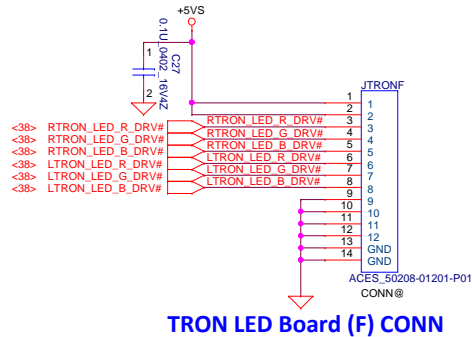 +5VS
C27
0.1U_0402_16V4Z
1
2
JTRONF
<38> RTRON_LED_R_DRV# RTRON_LED_R_DRV#
<38> RTRON_LED_G_DRV# RTRON_LED_G_DRV#
<38> RTRON_LED_B_DRV# RTRON_LED_B_DRV#
<38> LTRON_LED_R_DRV# LTRON_LED_R_DRV#
<38> LTRON_LED_G_DRV# LTRON_LED_G_DRV#
<38> LTRON_LED_B_DRV# LTRON_LED_B_DRV#
1 1
2 2
3 3
4 4
5 5
6 6
7 7
8 8
9 9
10 10
11 11
12 12
13 GND
14 GND
ACES_50208-01201-P01
CONN@
TRON LED Board (F) CONN